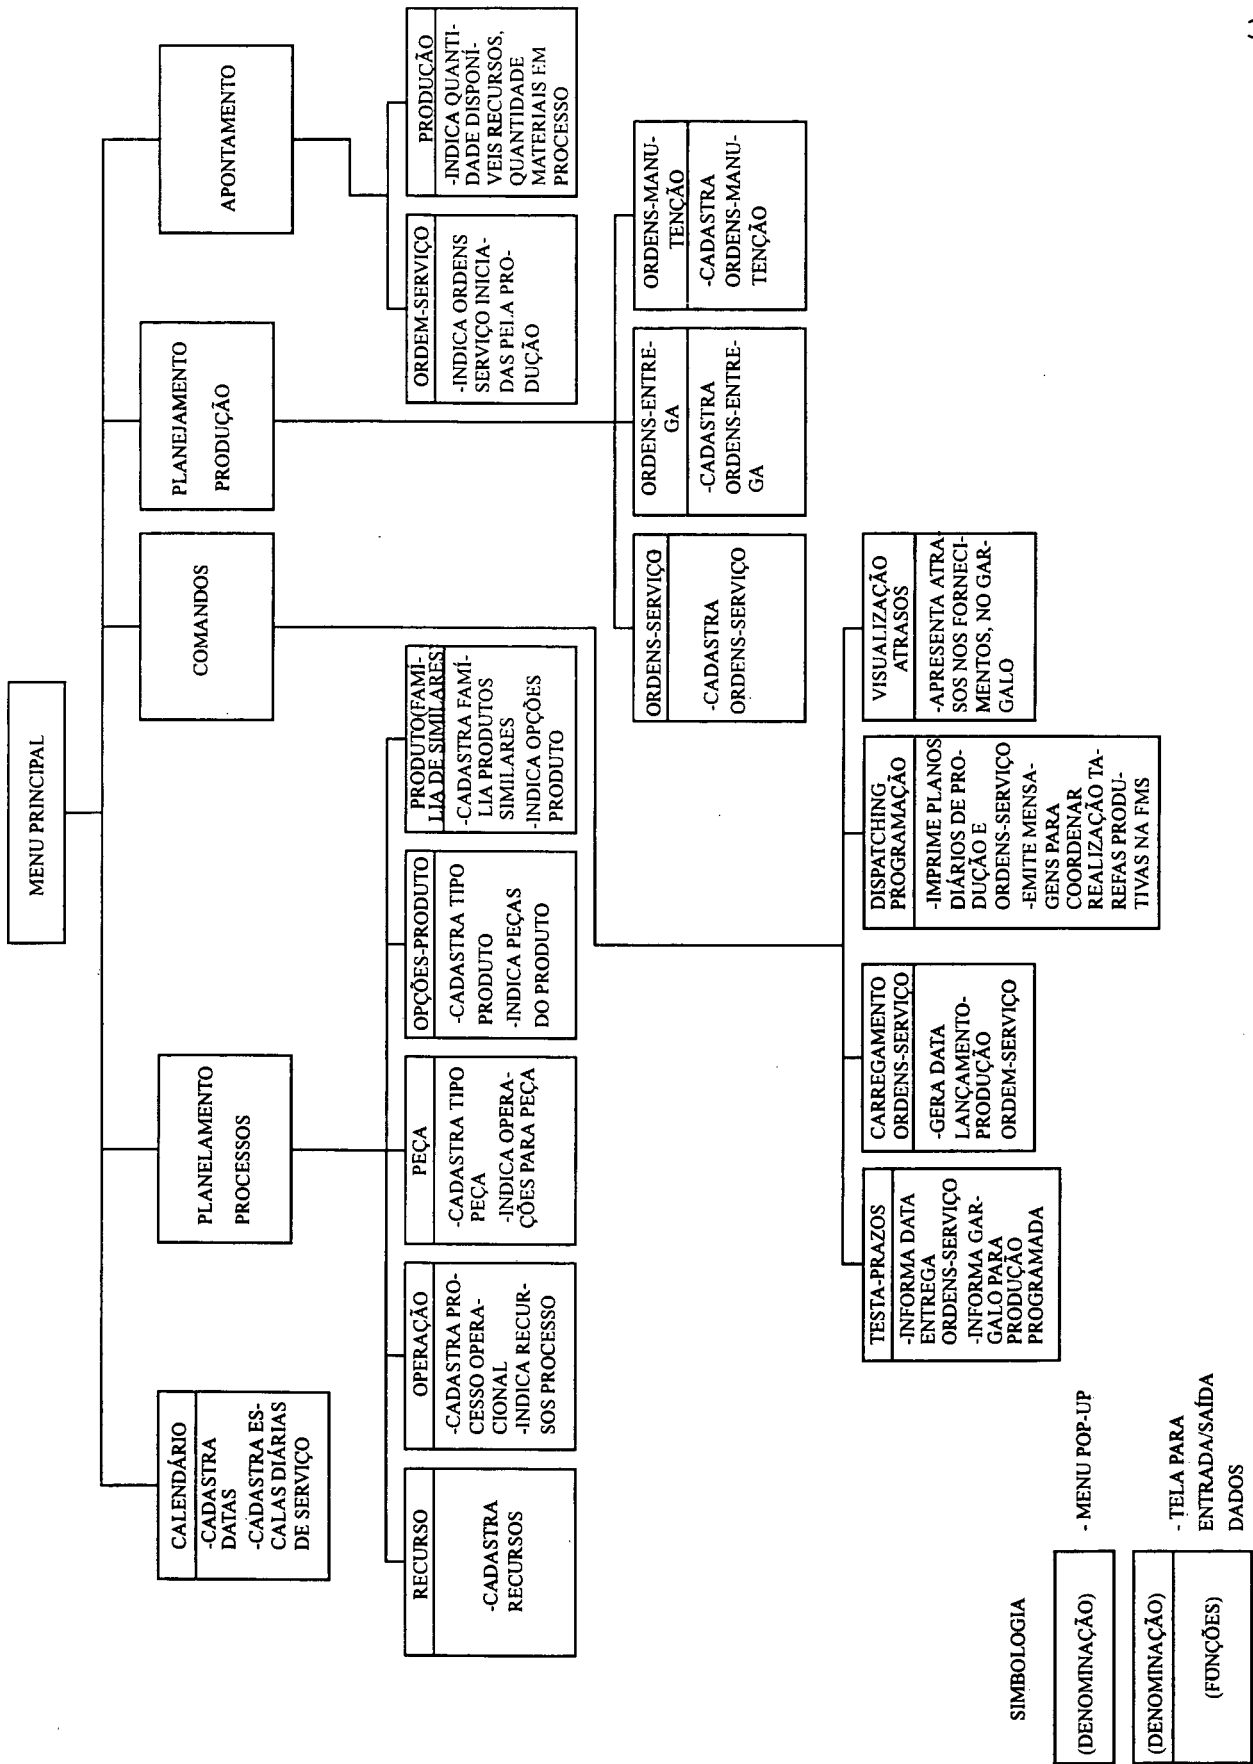 MENU PRINCIPAL
CALENDÁRIO
-CADASTRA
DATAS
-CADASTRA ES-
CALAS DIÁRIAS
DE SERVIÇO
PLANELAMENTO
PROCESSOS
COMANDOS
PLANEJAMENTO
PRODUÇÃO
APONTAMENTO
RECURSO
-CADASTRA
RECURSOS
OPERAÇÃO
-CADASTRA PRO-
CESSO OPERA-
CIONAL
-INDICA RECUR-
SOS PROCESSO
PEÇA
-CADASTRA TIPO
PEÇA
-INDICA OPERA-
ÇÕES PARA PEÇA
OPÇÕES-PRODUTO
-CADASTRA TIPO
PRODUTO
-INDICA PEÇAS
DO PRODUTO
PRODUTO(FAMÍ-
LIA DE SIMILARES)
-CADASTRA FAMÍ-
LIA PRODUTOS
SIMILARES
-INDICA OPÇÕES
PRODUTO
ORDEM-SERVIÇO
-INDICA ORDENS
SERVIÇO INICIA-
DAS PELA PRO-
DUÇÃO
PRODUÇÃO
-INDICA QUANTI-
DADE DISPONÍ-
VEIS RECURSOS,
QUANTIDADE
MATERIAIS EM
PROCESSO
ORDENS-SERVIÇO
-CADASTRA
ORDENS-SERVIÇO
ORDENS-ENTRE-
GA
-CADASTRA
ORDENS-ENTRE-
GA
ORDENS-MANU-
TENÇÃO
-CADASTRA
ORDENS-MANU-
TENÇÃO
TESTA-PRAZOS
-INFORMA DATA
ENTREGA
ORDENS-SERVIÇO
-INFORMA GAR-
GALO PARA
PRODUÇÃO
PROGRAMADA
CARREGAMENTO
ORDENS-SERVIÇO
-GERA DATA
LANÇAMENTO-
PRODUÇÃO
ORDEM-SERVIÇO
DISPATCHING
PROGRAMAÇÃO
-IMPRIME PLANOS
DIÁRIOS DE PRO-
DUÇÃO E
ORDENS-SERVIÇO
-EMITE MENSA-
GENS PARA
COORDENAR
REALIZAÇÃO TA-
REFAS PRODU-
TIVAS NA FMS
VISUALIZAÇÃO
ATRASOS
-APRESENTA ATRA-
SOS NOS FORNECI-
MENTOS, NO GAR-
GALO
SIMBOLOGIA
(DENOMINAÇÃO)
- MENU POP-UP
(DENOMINAÇÃO)
(FUNÇÕES)
- TELA PARA
ENTRADA/SAÍDA
DADOS